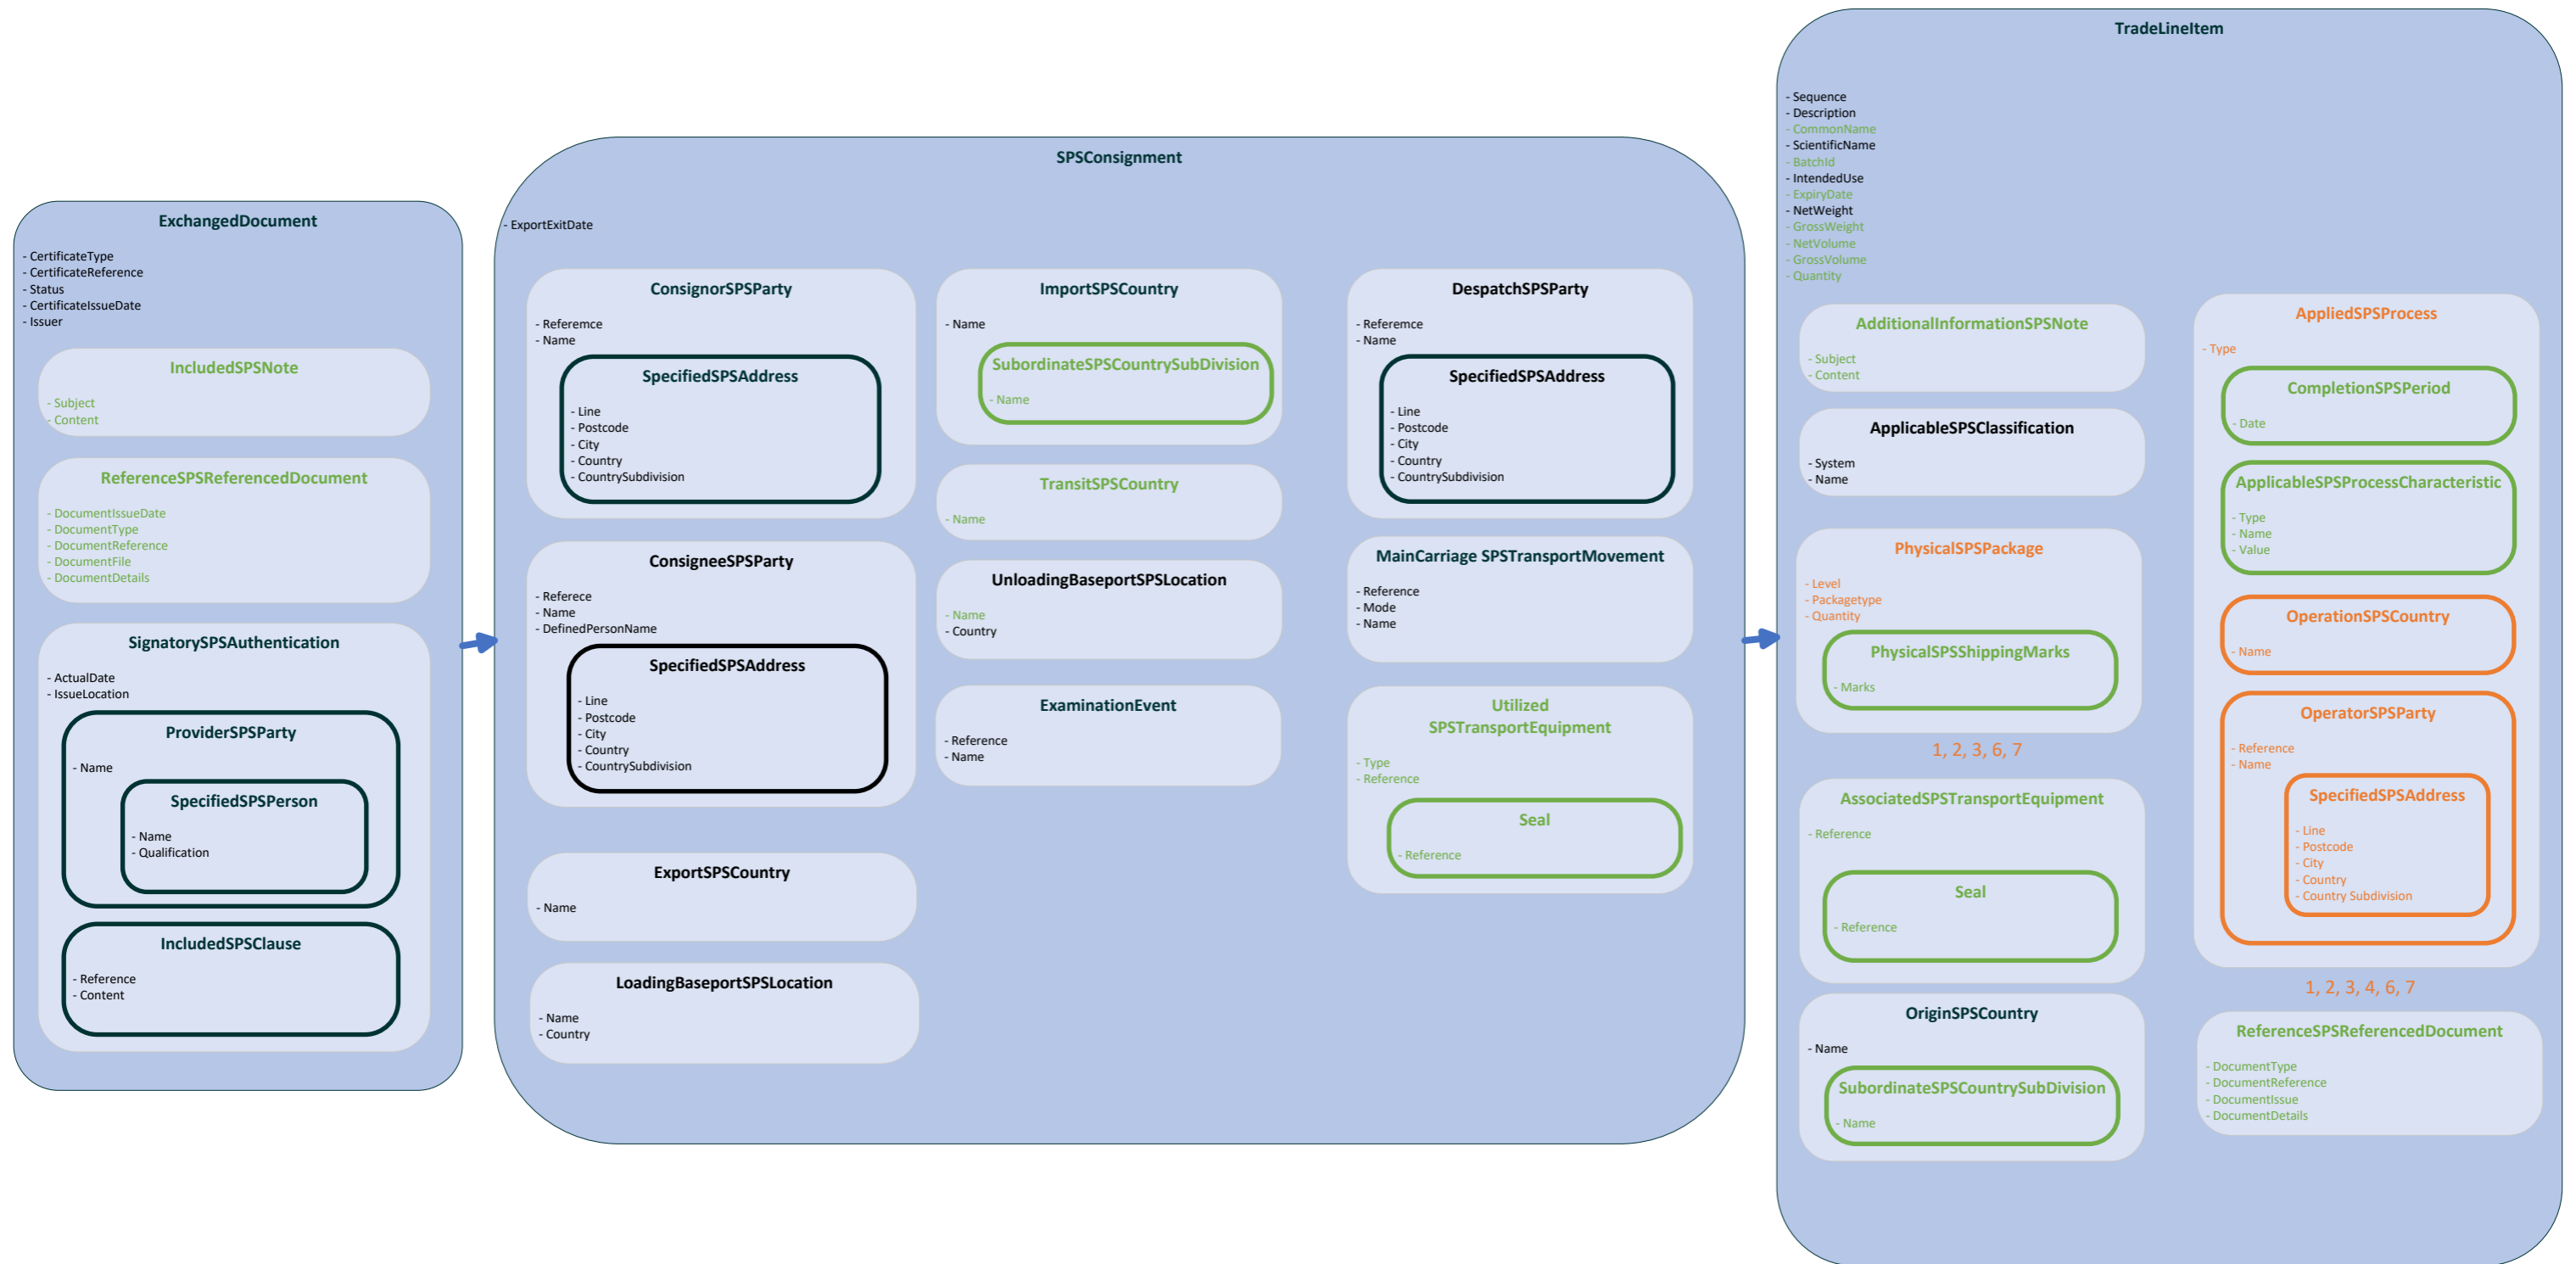 ExchangedDocument
- CertificateType
- CertificateReference
- Status
- CertificateIssueDate
- Issuer
IncludedSPSNote
- Subject
- Content
ReferenceSPSReferencedDocument
- DocumentIssueDate
- DocumentType
- DocumentReference
- DocumentFile
- DocumentDetails
SignatorySPSAuthentication
- ActualDate
- IssueLocation
ProviderSPSParty
- Name
SpecifiedSPSPerson
- Name
- Qualification
IncludedSPSClause
- Reference
- Content
SPSConsignment
- ExportExitDate
ConsignorSPSParty
- Referemce
- Name
SpecifiedSPSAddress
- Line
- Postcode
- City
- Country
- CountrySubdivision
ConsigneeSPSParty
- Referece
- Name
- DefinedPersonName
SpecifiedSPSAddress
- Line
- Postcode
- City
- Country
- CountrySubdivision
ExportSPSCountry
- Name
LoadingBaseportSPSLocation
- Name
- Country
ImportSPSCountry
- Name
SubordinateSPSCountrySubDivision
- Name
TransitSPSCountry
- Name
UnloadingBaseportSPSLocation
- Name
- Country
ExaminationEvent
- Reference
- Name
DespatchSPSParty
- Referemce
- Name
SpecifiedSPSAddress
- Line
- Postcode
- City
- Country
- CountrySubdivision
MainCarriage SPSTransportMovement
- Reference
- Mode
- Name
Utilized
SPSTransportEquipment
- Type
- Reference
Seal
- Reference
TradeLineItem
- Sequence
- Description
- CommonName
- ScientificName
- BatchId
- IntendedUse
- ExpiryDate
- NetWeight
- GrossWeight
- NetVolume
- GrossVolume
- Quantity
AdditionalInformationSPSNote
- Subject
- Content
ApplicableSPSClassification
- System
- Name
PhysicalSPSPackage
- Level
- Packagetype
- Quantity
PhysicalSPSShippingMarks
- Marks
1, 2, 3, 6, 7
AssociatedSPSTransportEquipment
- Reference
Seal
- Reference
OriginSPSCountry
- Name
SubordinateSPSCountrySubDivision
- Name
AppliedSPSProcess
- Type
CompletionSPSPeriod
- Date
ApplicableSPSProcessCharacteristic
- Type
- Name
- Value
OperationSPSCountry
- Name
OperatorSPSParty
- Reference
- Name
SpecifiedSPSAddress
- Line
- Postcode
- City
- Country
- Country Subdivision
1, 2, 3, 4, 6, 7
ReferenceSPSReferencedDocument
- DocumentType
- DocumentReference
- DocumentIssue
- DocumentDetails